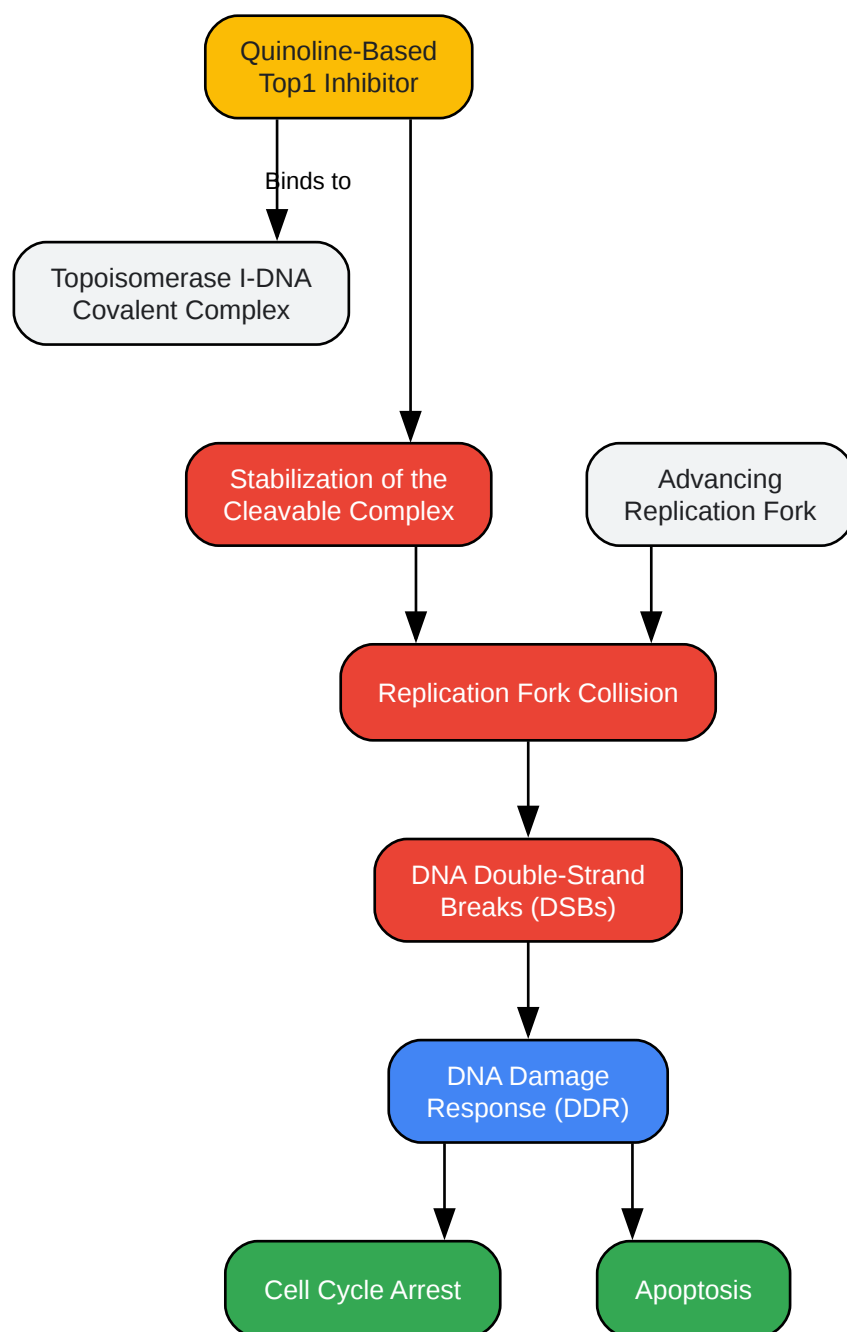 Quinoline-Based
Top1 Inhibitor
Binds to
Topoisomerase I-DNA
Covalent Complex
Stabilization of the
Cleavable Complex
Advancing
Replication Fork
Replication Fork Collision
DNA Double-Strand
Breaks (DSBs)
DNA Damage
Response (DDR)
Cell Cycle Arrest
Apoptosis